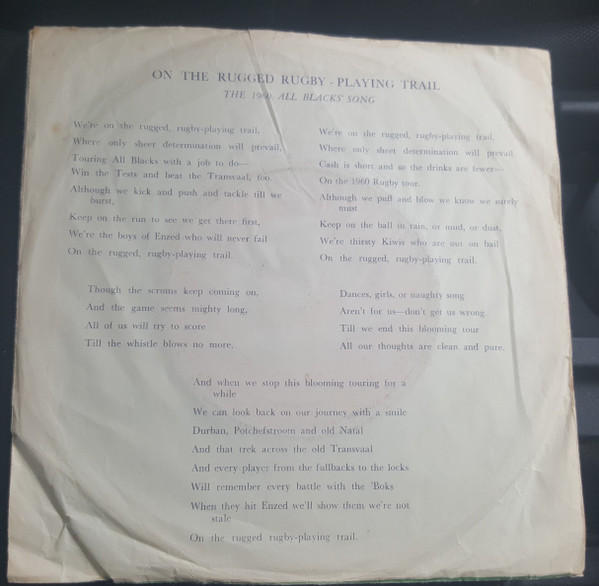 ON THE RUGGED RUGBY - PLAYING TRAIL
THE 1960 ALL BLACKS' SONG
We're on the rugged, rugby-playing trail,
Where only sheer determination will prevail,
Touring All Blacks with a job to do—
Win the Tests and beat the Transvaal, too.
Although we kick and push and tackle till we
burst,
Keep on the run to see we get there first,
We're the boys of Enzed who will never fail
On the rugged, rugby-playing trail.
Though the scrums keep coming on,
And the game seems mighty long,
All of us will try to score
Till the whistle blows no more.
We're on the rugged, rugby-playing trail,
Where only sheer determination will prevail
Cash is short and so the drinks are fewer—
On the 1960 Rugby tour.
Although we puff and blow we know we surely
must
Keep on the ball in rain, or mud, or dust,
We're thirsty Kiwis who are out on bail
On the rugged, rugby-playing trail.
Dances, girls, or naughty song
Aren't for us—don't get us wrong.
Till we end this blooming tour
All our thoughts are clean and pure.
And when we stop this blooming touring for a
while
We can look back on our journey with a smile
Durban, Potchefstroom and old Natal
And that trek across the old Transvaal
And every player from the fullbacks to the locks
Will remember every battle with the 'Boks
When they hit Enzed we'll show them we're not
stale
On the rugged rugby-playing trail.